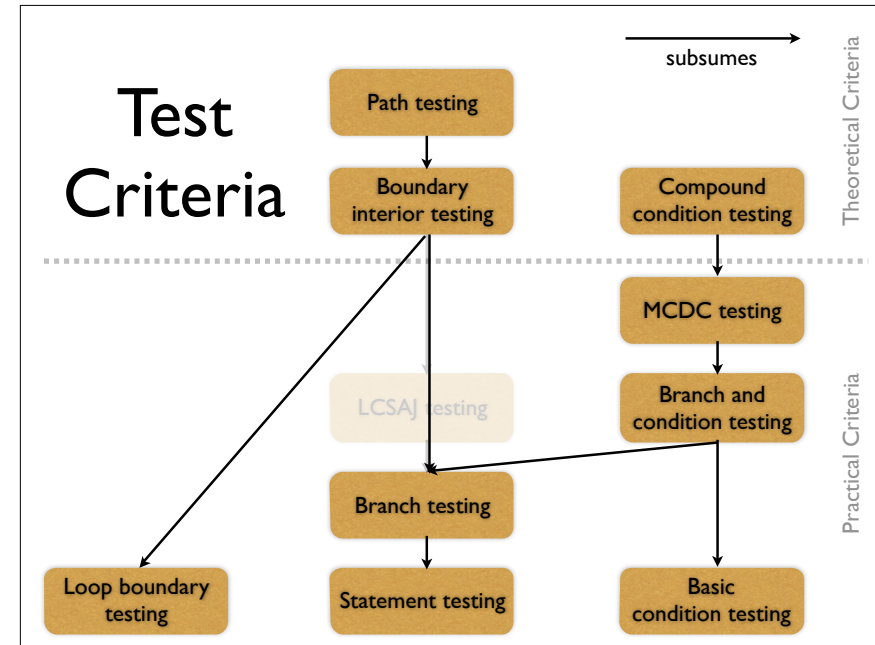 Test
Criteria
subsumes
Theoretical Criteria
Path testing
Boundary
interior testing
Compound
condition testing
MCDC testing
LCSAJ testing
Branch and
condition testing
Practical Criteria
Branch testing
Loop boundary
testing
Statement testing
Basic
condition testing